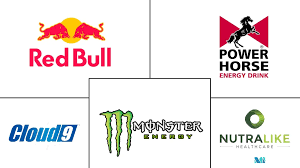 Red Bull
POWER
HORSE
ENERGY DRINK
Cloud9
MONSTER
ENERGY
NUTRALIKE
HEALTHCARE